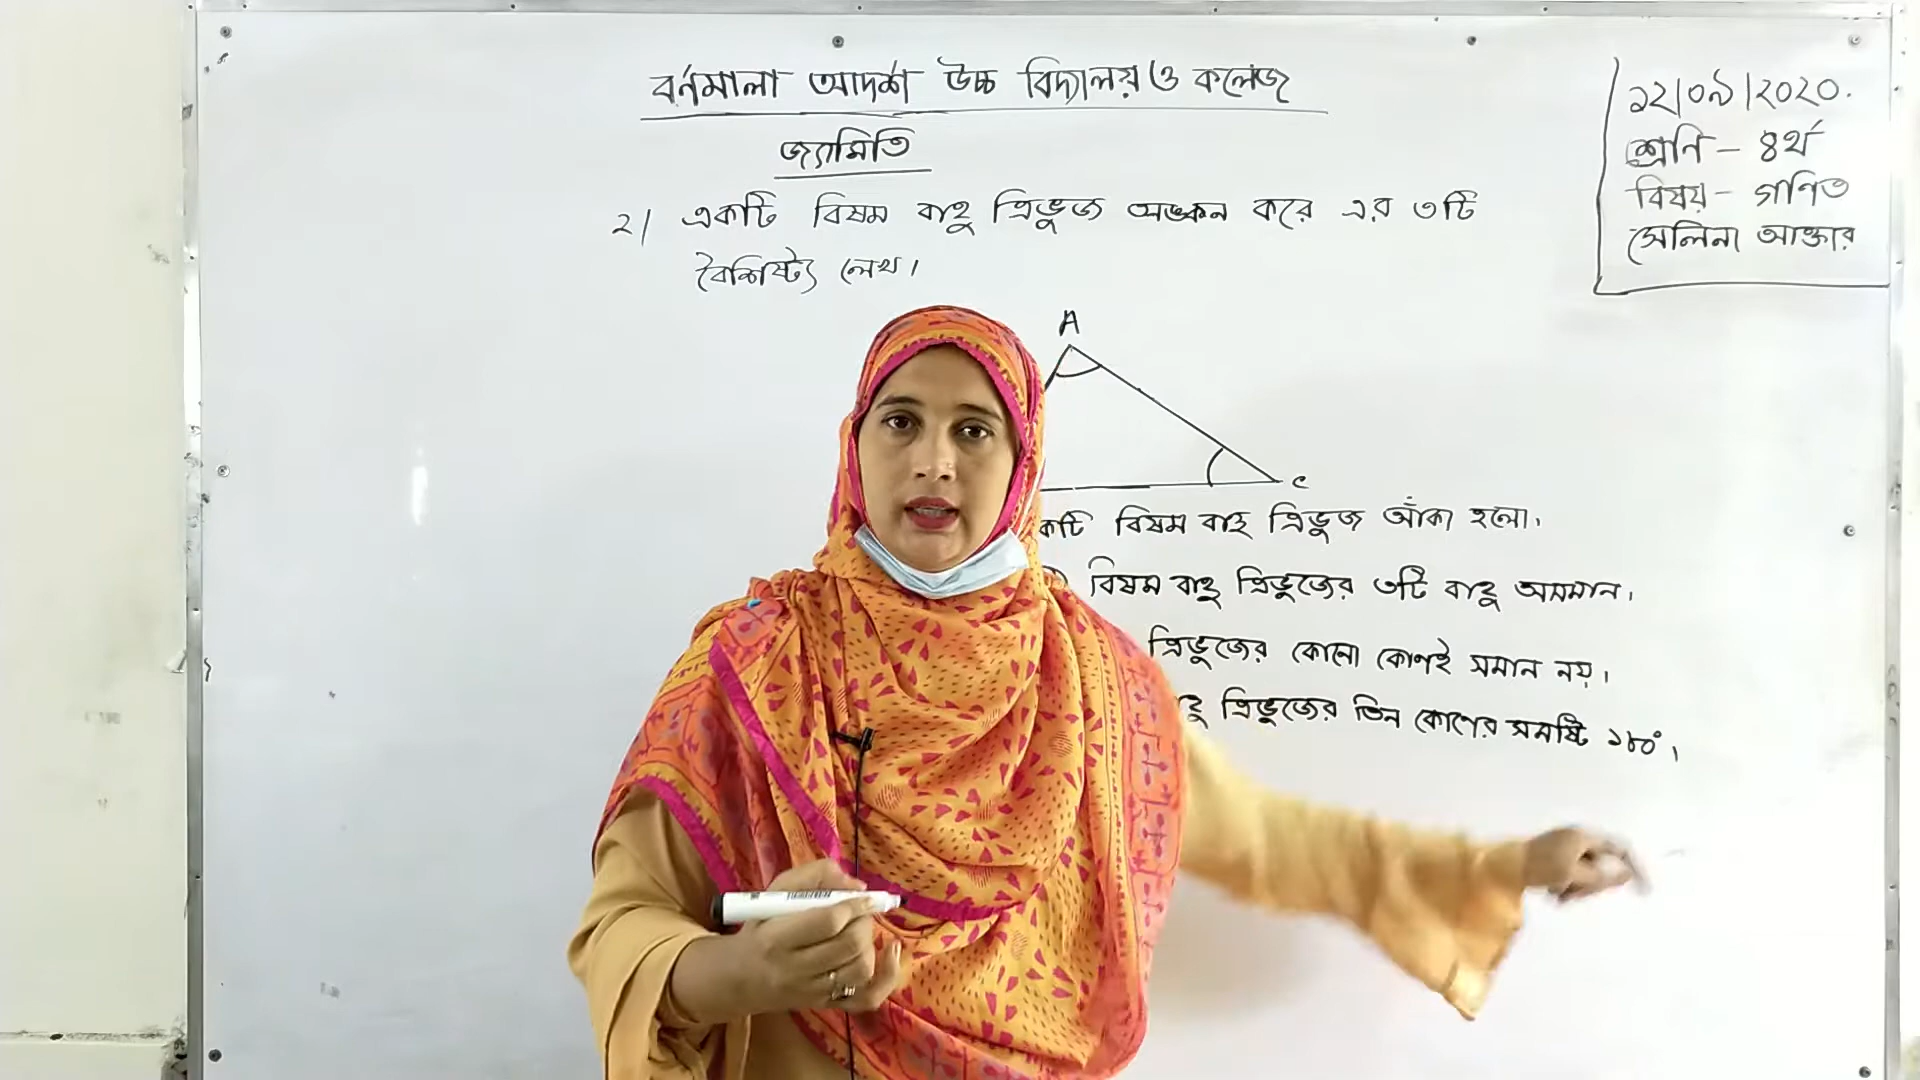 বর্ণমালা আদর্শ উচ্চ বিদ্যালয় ও কলেজ
জ্যামিতি
২। একটি বিষম বাহু ত্রিভুজ অঙ্কন করে এর ৩টি
বৈশিষ্ট্য লেখ।
১২/০৯/২০২০.
শ্রেণি - ৪র্থ
বিষয় - গণিত
সেলিনা আক্তার
A
C
কটি বিষম বাহু ত্রিভুজ আঁকা হলো।
বিষম বাহু ত্রিভুজের ৩টি বাহু অসমান।
ত্রিভুজের কোনো কোণই সমান নয়।
হু ত্রিভুজের তিন কোণের সমষ্টি ১৮০°।